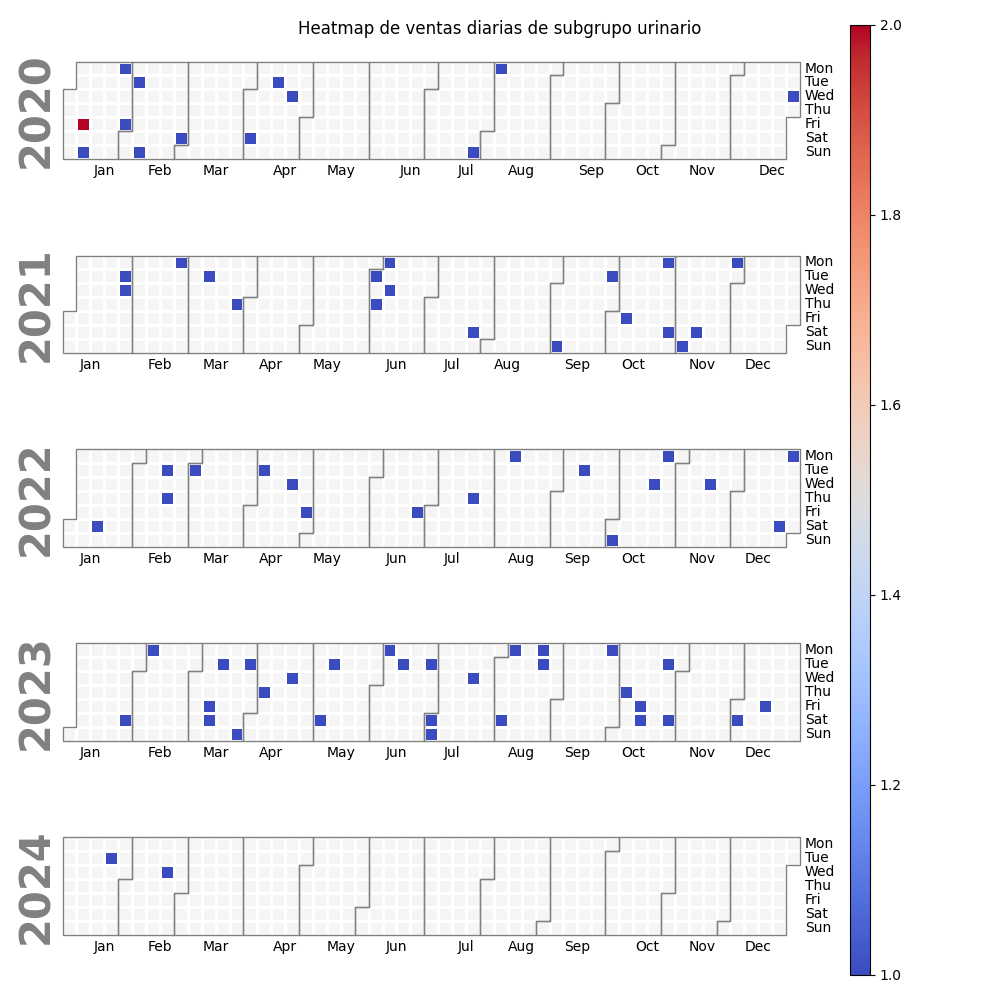 Heatmap de ventas diarias de subgrupo urinario
2020
Mon
Tue
Wed
Thu
Fri
Sat
Sun
Jan Feb Mar Apr May Jun Jul Aug Sep Oct Nov Dec
2021
Mon
Tue
Wed
Thu
Fri
Sat
Sun
Jan Feb Mar Apr May Jun Jul Aug Sep Oct Nov Dec
2022
Mon
Tue
Wed
Thu
Fri
Sat
Sun
Jan Feb Mar Apr May Jun Jul Aug Sep Oct Nov Dec
2023
Mon
Tue
Wed
Thu
Fri
Sat
Sun
Jan Feb Mar Apr May Jun Jul Aug Sep Oct Nov Dec
2024
Mon
Tue
Wed
Thu
Fri
Sat
Sun
Jan Feb Mar Apr May Jun Jul Aug Sep Oct Nov Dec
2.0
1.8
1.6
1.4
1.2
1.0